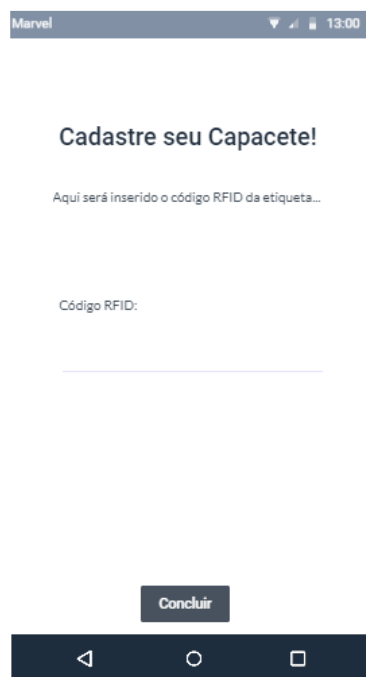 Marvel 13:00
Cadastre seu Capacete!
Aqui será inserido o código RFID da etiqueta...
Código RFID:
Concluir